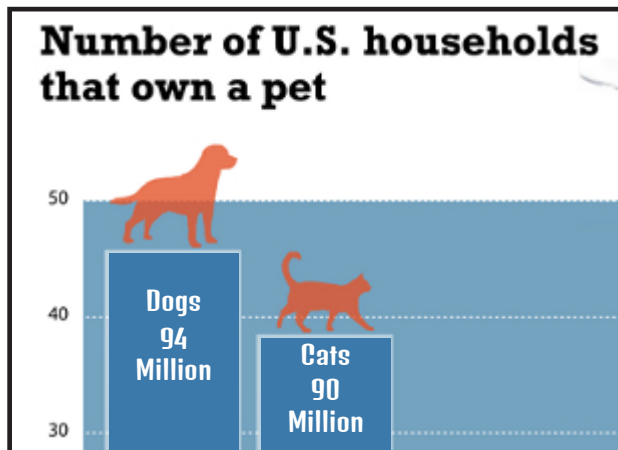 Number of U.S. households
that own a pet
50
Dogs
94
Million
40
Cats
90
Million
30